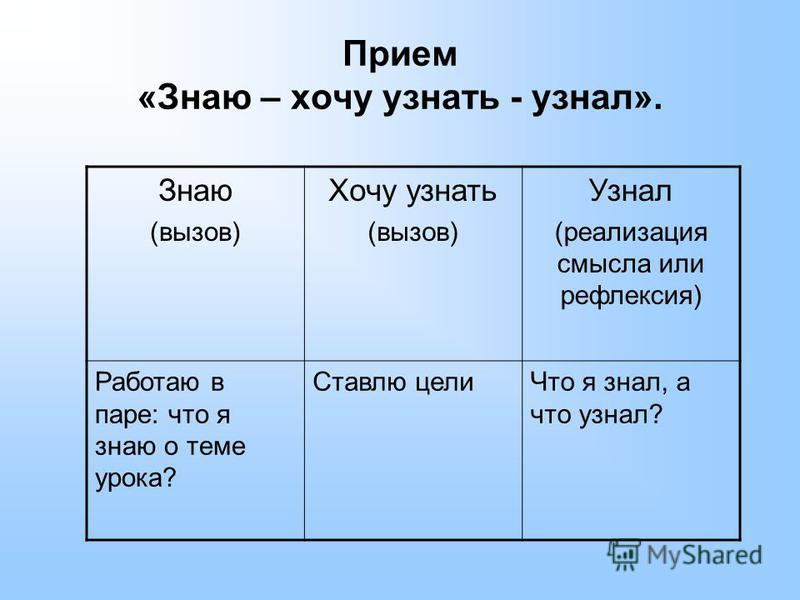 Прием
«Знаю – хочу узнать - узнал».
Знаю
(вызов)
Хочу узнать
(вызов)
Узнал
(реализация
смысла или
рефлексия)
Работаю в
паре: что я
знаю о теме
урока?
Ставлю цели
Что я знал, а
что узнал?
MyShared